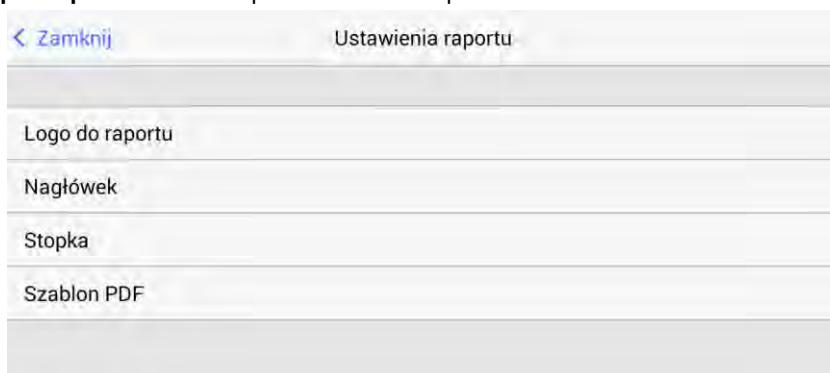 Zamknij
Ustawienia raportu
Logo do raportu
Nagłówek
Stopka
Szablon PDF